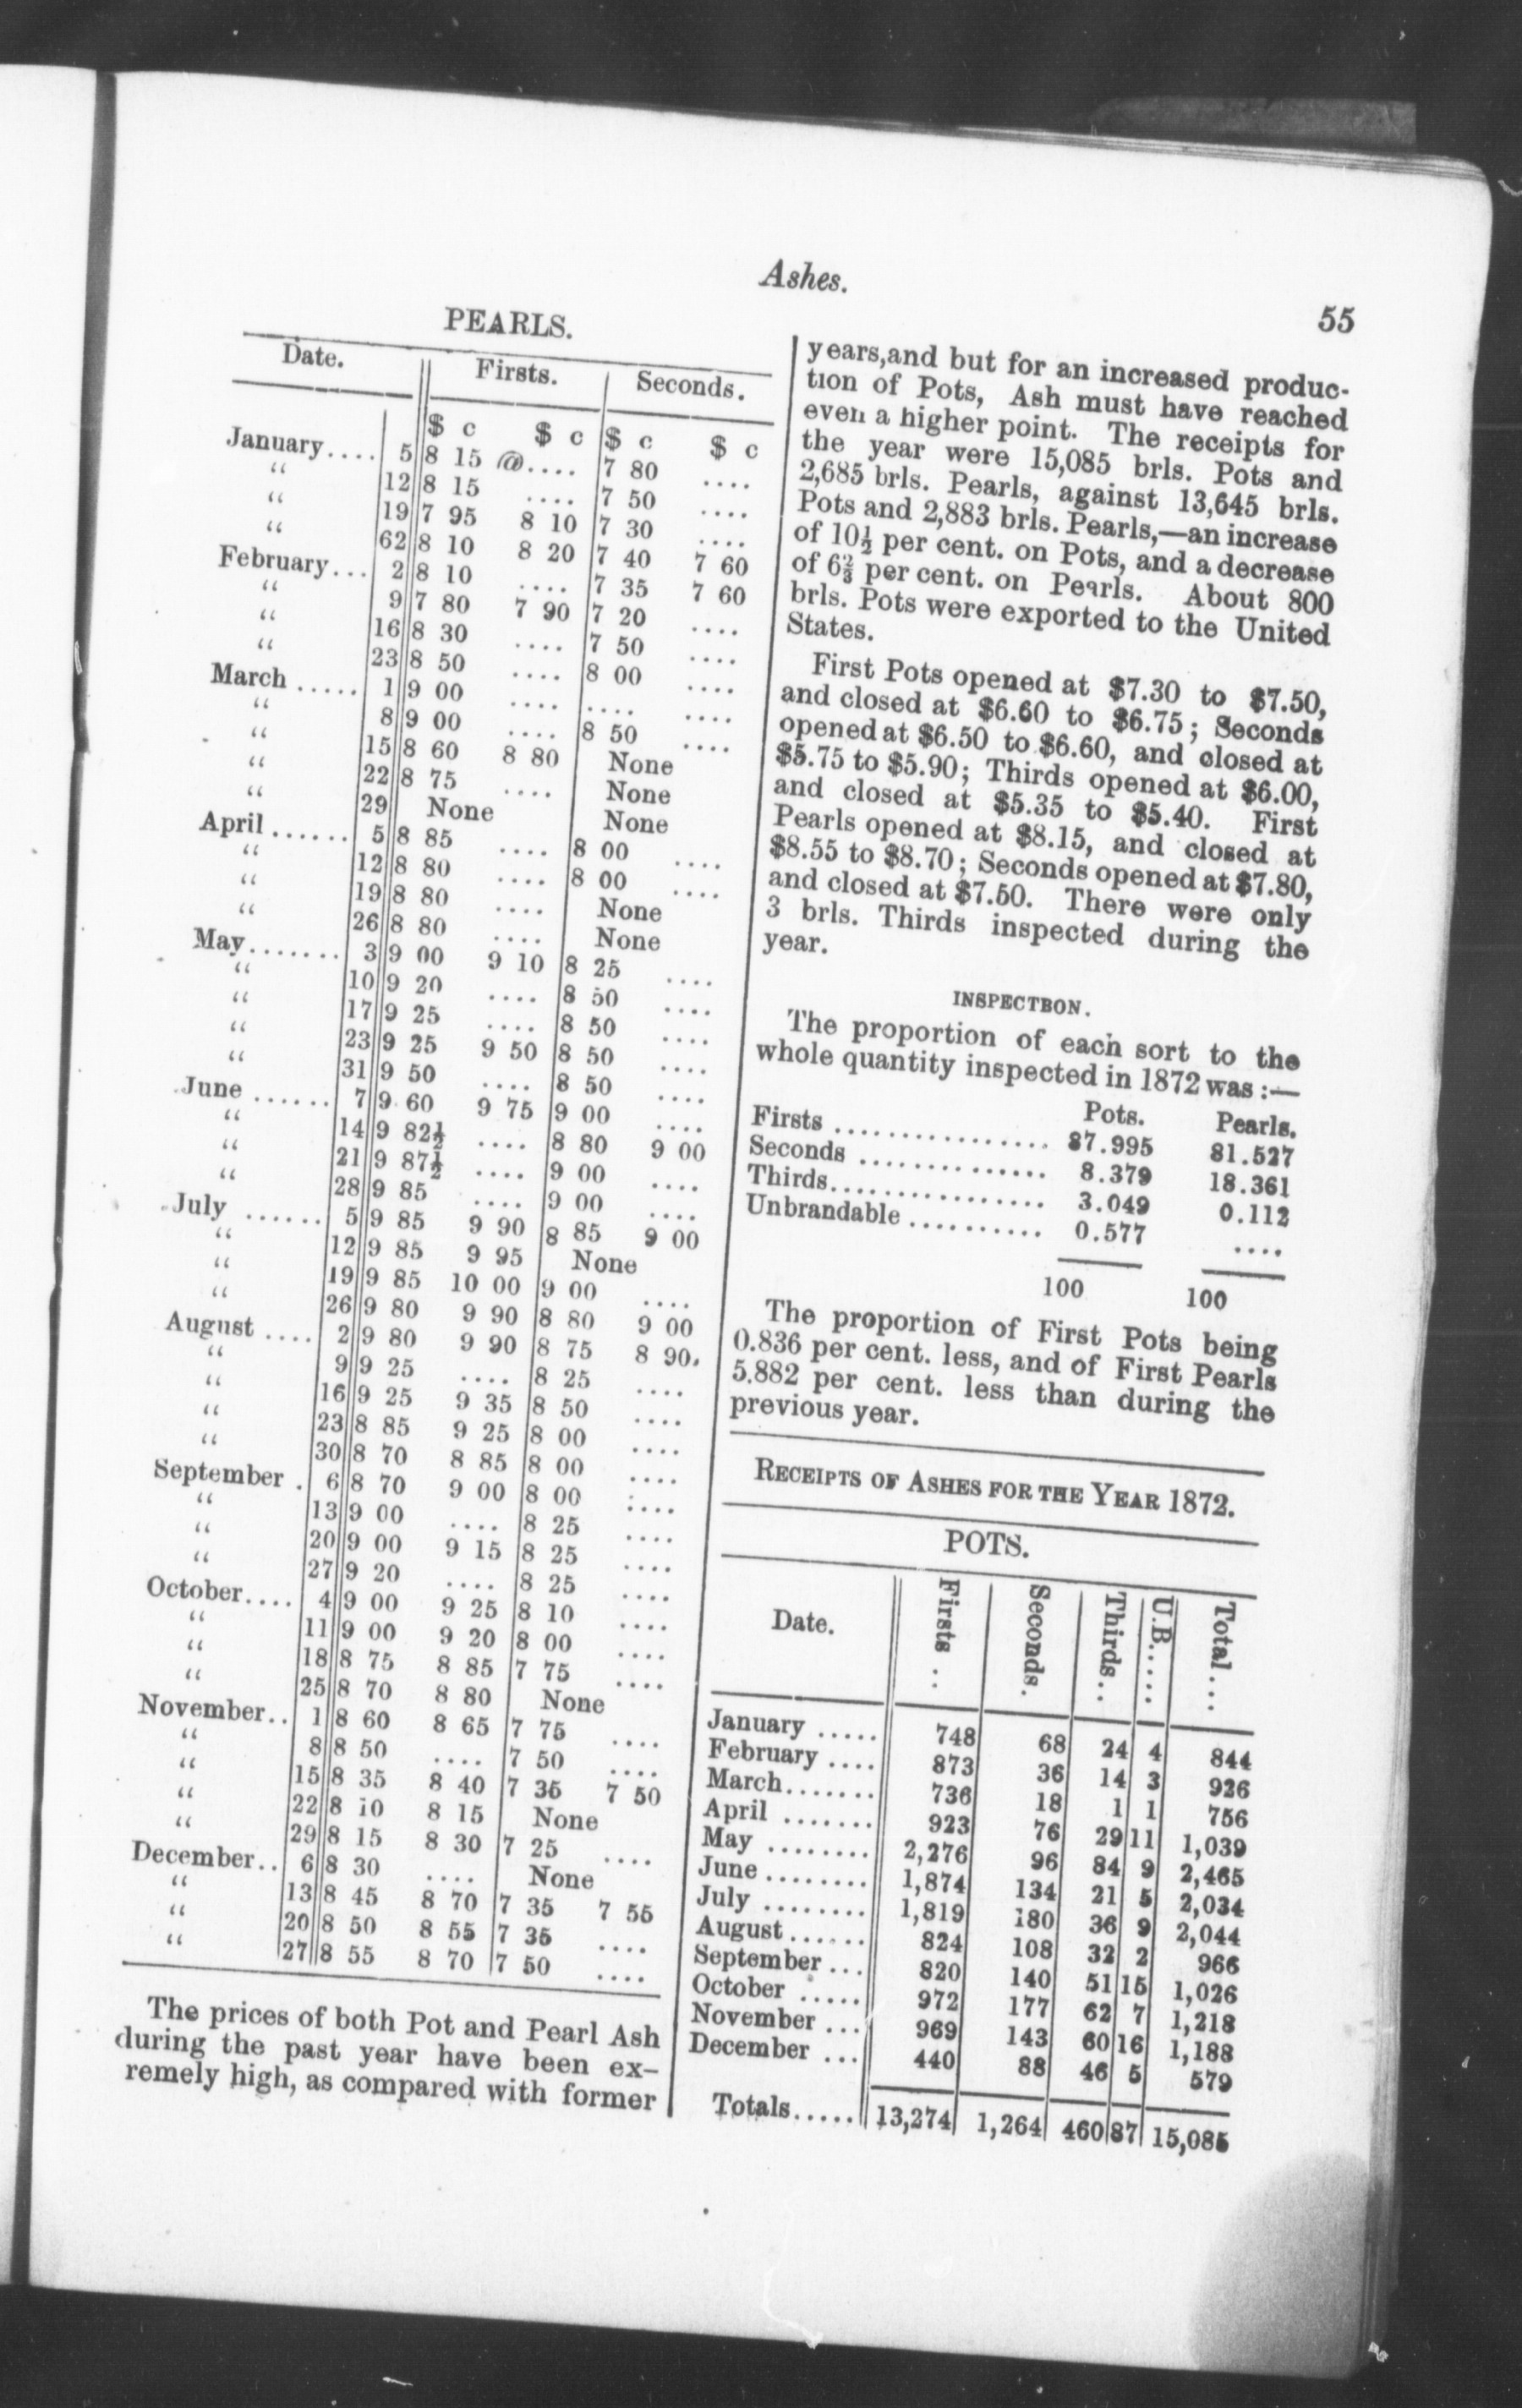 Ashes.
55
PEARLS.
Date. Firsts. Seconds.
$ c $ c $ c $ c
January.... 5 8 15 @.... 7 80 ....
“ 12 8 15 .... 7 50 ....
“ 19 7 95 8 10 7 30 ....
“ 62 8 10 8 20 7 40 7 60
February... 2 8 10 .... 7 35 7 60
“ 9 7 80 7 90 7 20 ....
“ 16 8 30 .... 7 50 ....
“ 23 8 50 .... 8 00 ....
March ..... 1 9 00 .... .... ....
“ 8 9 00 .... 8 50 ....
“ 15 8 60 8 80 None
“ 22 8 75 .... None
“ 29 None None
April ...... 5 8 85 .... 8 00 ....
“ 12 8 80 .... 8 00 ....
“ 19 8 80 .... None
“ 26 8 80 .... None
May....... 3 9 00 9 10 8 25 ....
“ 10 9 20 .... 8 50 ....
“ 17 9 25 .... 8 50 ....
“ 23 9 25 9 50 8 50 ....
“ 31 9 50 .... 8 50 ....
June ...... 7 9 60 9 75 9 00 ....
“ 14 9 82½ .... 8 80 9 00
“ 21 9 87½ .... 9 00 ....
“ 28 9 85 .... 9 00 ....
July ...... 5 9 85 9 90 8 85 9 00
“ 12 9 85 9 95 None
“ 19 9 85 10 00 9 00 ....
“ 26 9 80 9 90 8 80 9 00
August .... 2 9 80 9 90 8 75 8 90.
“ 9 9 25 .... 8 25 ....
“ 16 9 25 9 35 8 50 ....
“ 23 8 85 9 25 8 00 ....
“ 30 8 70 8 85 8 00 ....
September . 6 8 70 9 00 8 00 ....
“ 13 9 00 .... 8 25 ....
“ 20 9 00 9 15 8 25 ....
“ 27 9 20 .... 8 25 ....
October.... 4 9 00 9 25 8 10 ....
“ 11 9 00 9 20 8 00 ....
“ 18 8 75 8 85 7 75 ....
“ 25 8 70 8 80 None
November.. 1 8 60 8 65 7 75 ....
“ 8 8 50 .... 7 50 ....
“ 15 8 35 8 40 7 35 7 50
“ 22 8 10 8 15 None
“ 29 8 15 8 30 7 25 ....
December.. 6 8 30 .... None
“ 13 8 45 8 70 7 35 7 55
“ 20 8 50 8 55 7 35 ....
“ 27 8 55 8 70 7 50 ....
The prices of both Pot and Pearl Ash
during the past year have been ex-
remely high, as compared with former
years,and but for an increased produc-
tion of Pots, Ash must have reached
even a higher point. The receipts for
the year were 15,085 brls. Pots and
2,685 brls. Pearls, against 13,645 brls.
Pots and 2,883 brls. Pearls,—an increase
of 10½ per cent. on Pots, and a decrease
of 6⅔ per cent. on Pearls. About 800
brls. Pots were exported to the United
States.
First Pots opened at $7.30 to $7.50,
and closed at $6.60 to $6.75; Seconds
opened at $6.50 to $6.60, and closed at
$5.75 to $5.90; Thirds opened at $6.00,
and closed at $5.35 to $5.40. First
Pearls opened at $8.15, and closed at
$8.55 to $8.70; Seconds opened at $7.80,
and closed at $7.50. There were only
3 brls. Thirds inspected during the
year.
INSPECTBON.
The proportion of each sort to the
whole quantity inspected in 1872 was :—
Pots. Pearls.
Firsts ................ 87.995 81.527
Seconds .............. 8.379 18.361
Thirds................ 3.049 0.112
Unbrandable .......... 0.577 ....
100 100
The proportion of First Pots being
0.836 per cent. less, and of First Pearls
5.882 per cent. less than during the
previous year.
RECEIPTS OF ASHES FOR THE YEAR 1872.
POTS.
Date. Firsts .. Seconds. Thirds.. U.B..... Total....
January ..... 748 68 24 4 844
February .... 873 36 14 3 926
March....... 736 18 1 1 756
April ....... 923 76 29 11 1,039
May ........ 2,276 96 84 9 2,465
June ........ 1,874 134 21 5 2,034
July ........ 1,819 180 36 9 2,044
August...... 824 108 32 2 966
September ... 820 140 51 15 1,026
October ..... 972 177 62 7 1,218
November ... 969 143 60 16 1,188
December ... 440 88 46 5 579
Totals..... 13,274 1,264 460 87 15,085